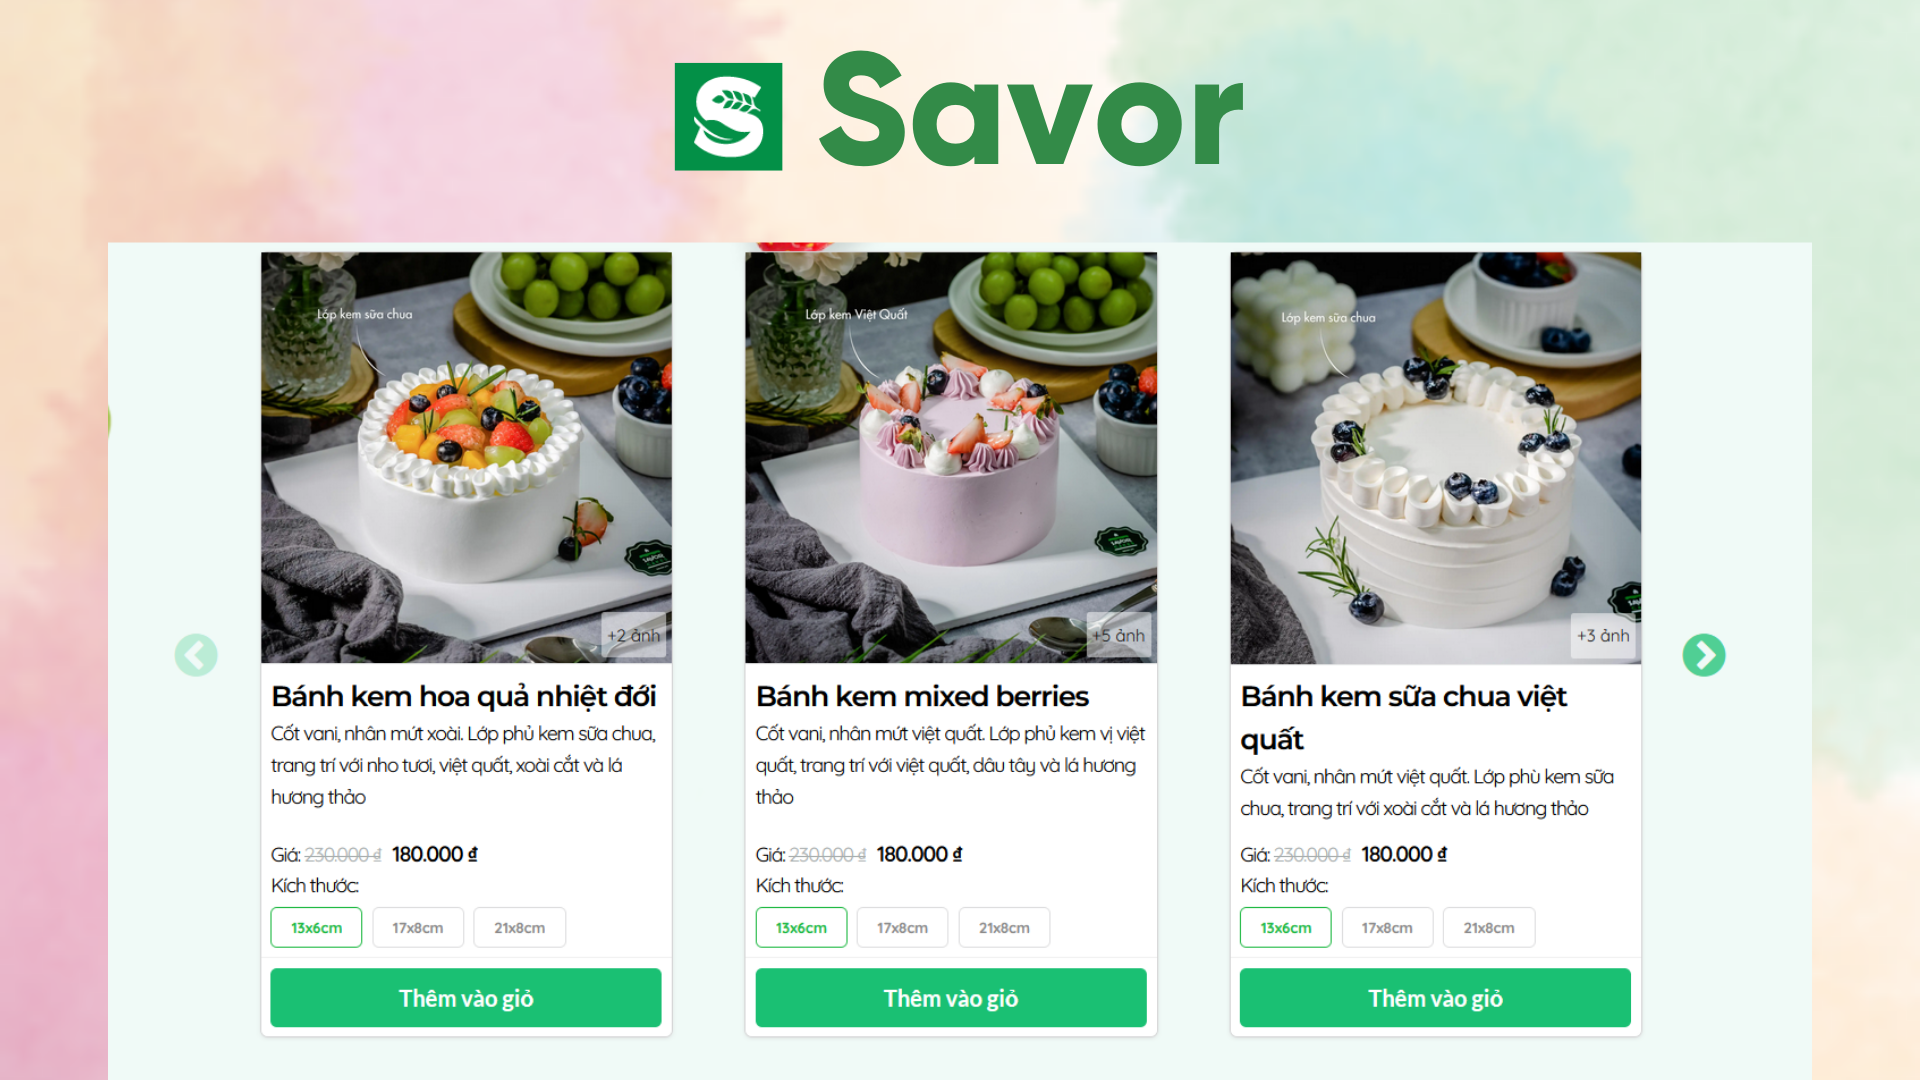 Savor
Lớp kem sữa chua
+2 ảnh
Bánh kem hoa quả nhiệt đới
Cốt vani, nhân mứt xoài. Lớp phủ kem sữa chua,
trang trí với nho tươi, việt quất, xoài cắt và lá
hương thảo
Giá: 230.000 ₫ 180.000 ₫
Kích thước:
13x6cm 17x8cm 21x8cm
Thêm vào giỏ
Lớp kem Việt Quất
+5 ảnh
Bánh kem mixed berries
Cốt vani, nhân mứt việt quất. Lớp phủ kem vị việt
quất, trang trí với việt quất, dâu tây và lá hương
thảo
Giá: 230.000 ₫ 180.000 ₫
Kích thước:
13x6cm 17x8cm 21x8cm
Thêm vào giỏ
Lớp kem sữa chua
+3 ảnh
Bánh kem sữa chua việt
quất
Cốt vani, nhân mứt việt quất. Lớp phù kem sữa
chua, trang trí với xoài cắt và lá hương thảo
Giá: 230.000 ₫ 180.000 ₫
Kích thước:
13x6cm 17x8cm 21x8cm
Thêm vào giỏ